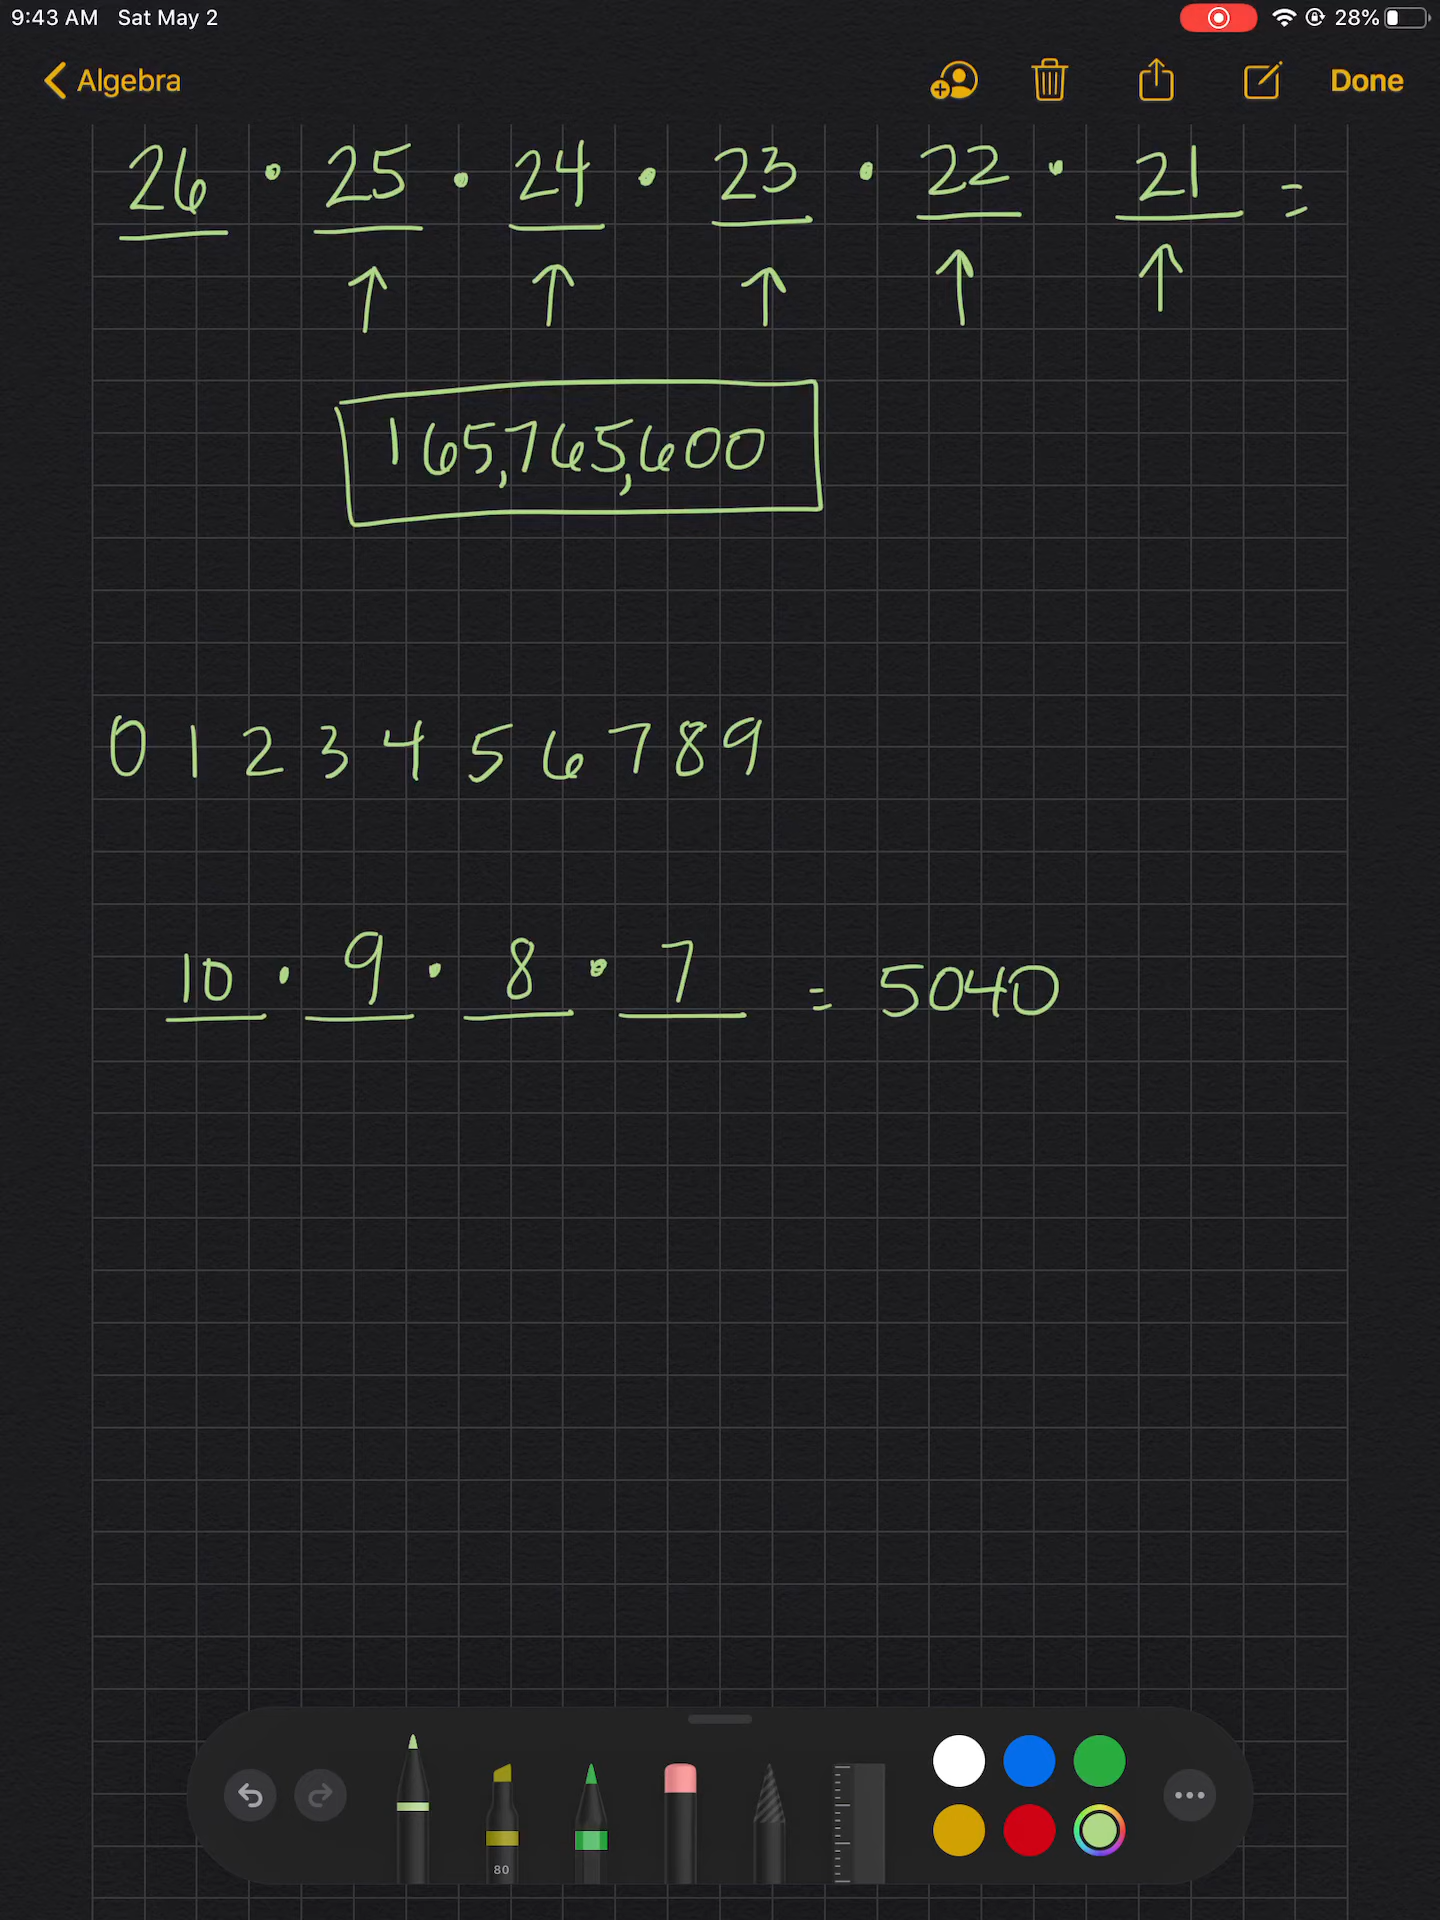 9:43 AM Sat May 2 28%
Algebra Done
26 · 25 · 24 · 23 · 22 · 21 =
165,765,600
0 1 2 3 4 5 6 7 8 9
10 · 9 · 8 · 7 = 5040
80